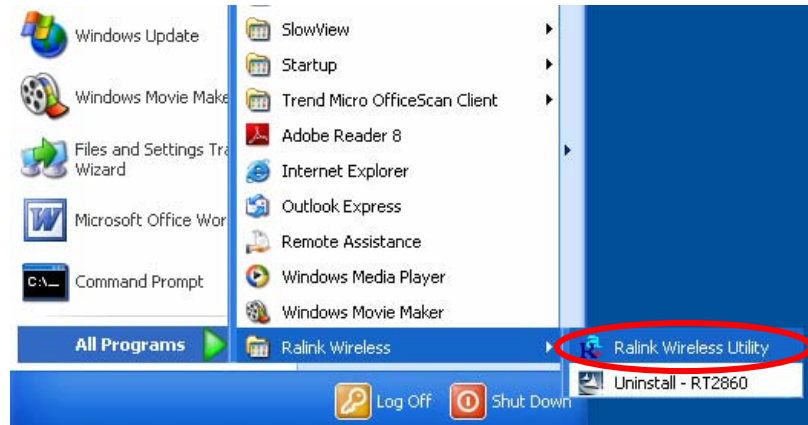 Windows Update
Windows Movie Make
Files and Settings Tra
Wizard
Microsoft Office Wor
C:\_
Command Prompt
All Programs
SlowView
Startup
Trend Micro OfficeScan Client
Adobe Reader 8
Internet Explorer
Outlook Express
Remote Assistance
Windows Media Player
Windows Movie Maker
Ralink Wireless
Ralink Wireless Utility
Uninstall - RT2860
Log Off
Shut Down